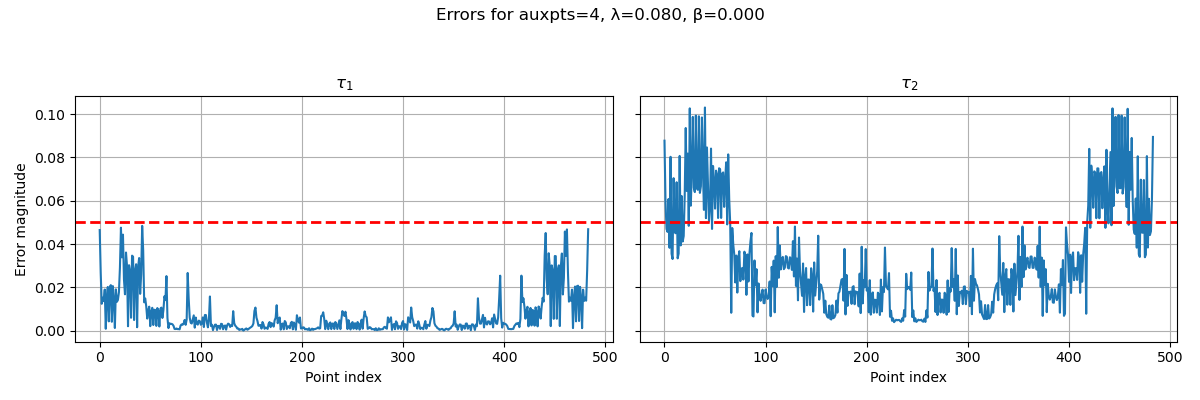 Errors for auxpts=4, λ=0.080, β=0.000
τ₁
τ₂
Error magnitude
0.10
0.08
0.06
0.04
0.02
0.00
0 100 200 300 400 500
0 100 200 300 400 500
Point index
Point index